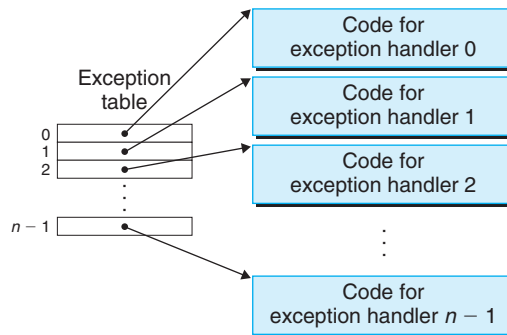 Exception
table
0
1
2
n – 1
Code for
exception handler 0
Code for
exception handler 1
Code for
exception handler 2
Code for
exception handler n – 1